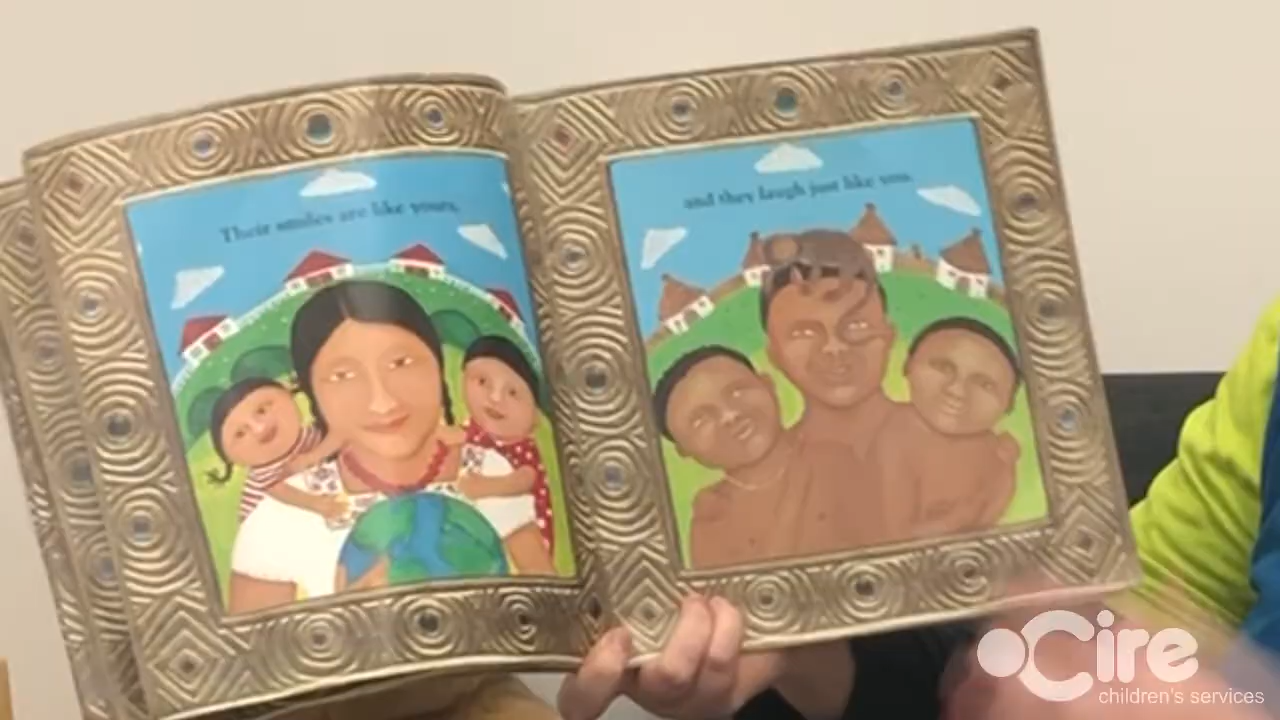 Their smiles are like yours,
and they laugh just like you.
Cire
children's services